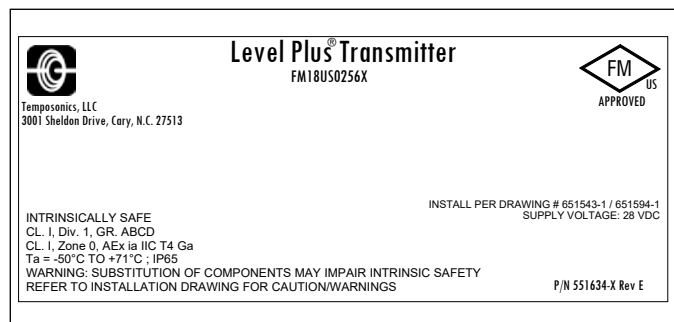 Level Plus® Transmitter
FM18US0256X
FM
US
APPROVED
Temposonics, LLC
3001 Sheldon Drive, Cary, N.C. 27513
INSTALL PER DRAWING # 651543-1 / 651594-1
SUPPLY VOLTAGE: 28 VDC
INTRINSICALLY SAFE
CL. I, Div. 1, GR. ABCD
CL. I, Zone 0, AEx ia IIC T4 Ga
Ta = -50°C TO +71°C ; IP65
WARNING: SUBSTITUTION OF COMPONENTS MAY IMPAIR INTRINSIC SAFETY
REFER TO INSTALLATION DRAWING FOR CAUTION/WARNINGS
P/N 551634-X Rev E